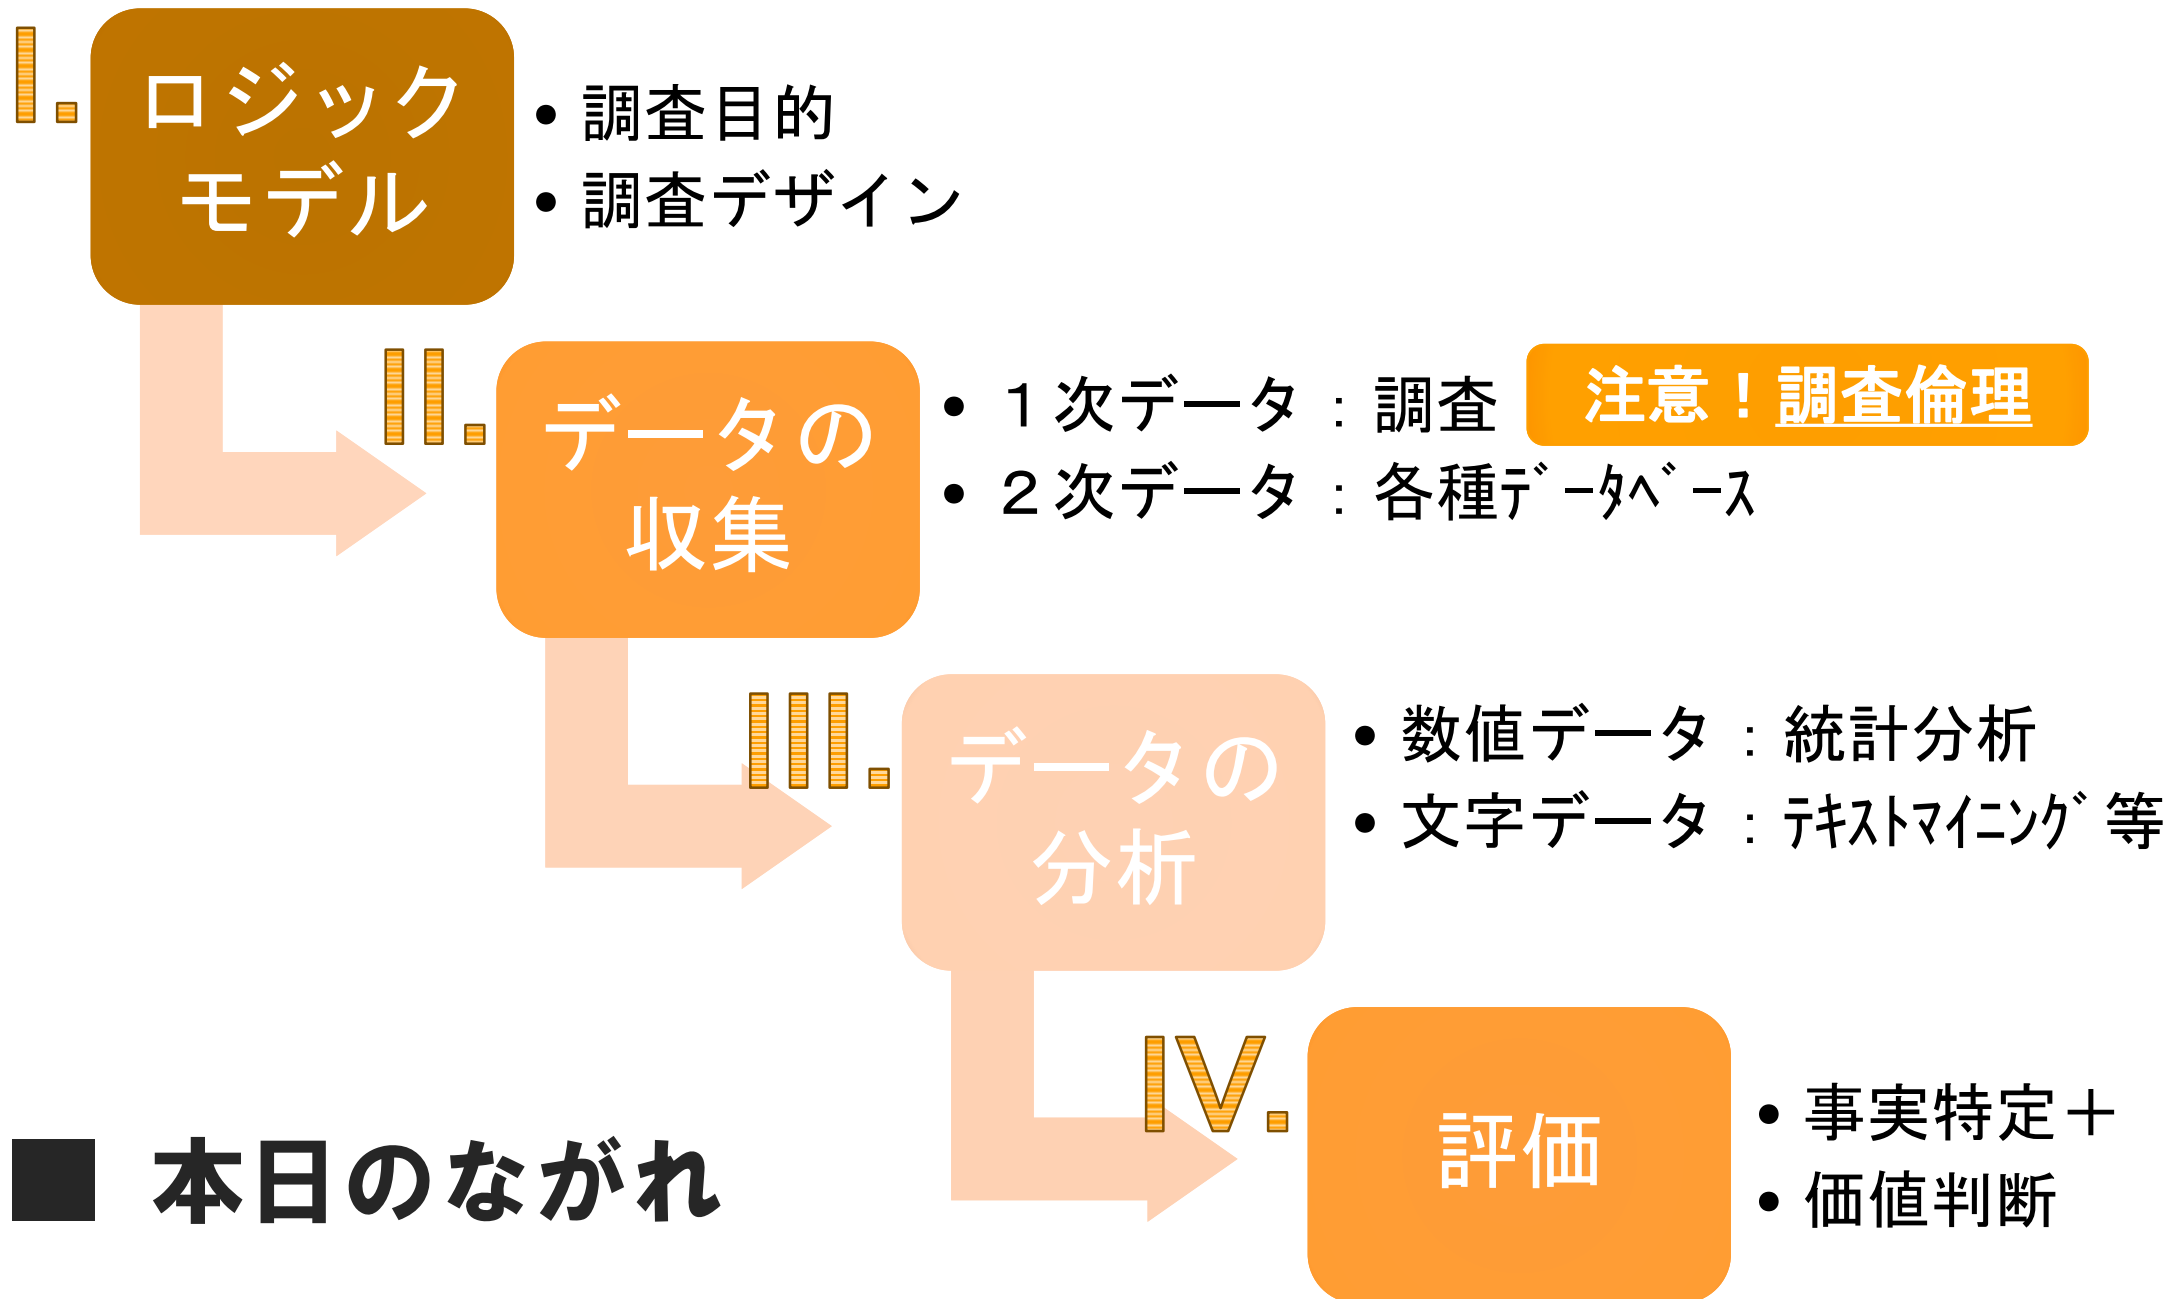 I.
ロジック
モデル
• 調査目的
• 調査デザイン
II.
データの
収集
• １次データ：調査
注意！調査倫理
• ２次データ：各種ﾃﾞｰﾀﾍﾞｰｽ
III.
データの
分析
• 数値データ：統計分析
• 文字データ：ﾃｷｽﾄﾏｲﾆﾝｸﾞ等
IV.
評価
• 事実特定＋
• 価値判断
■ 本日のながれ